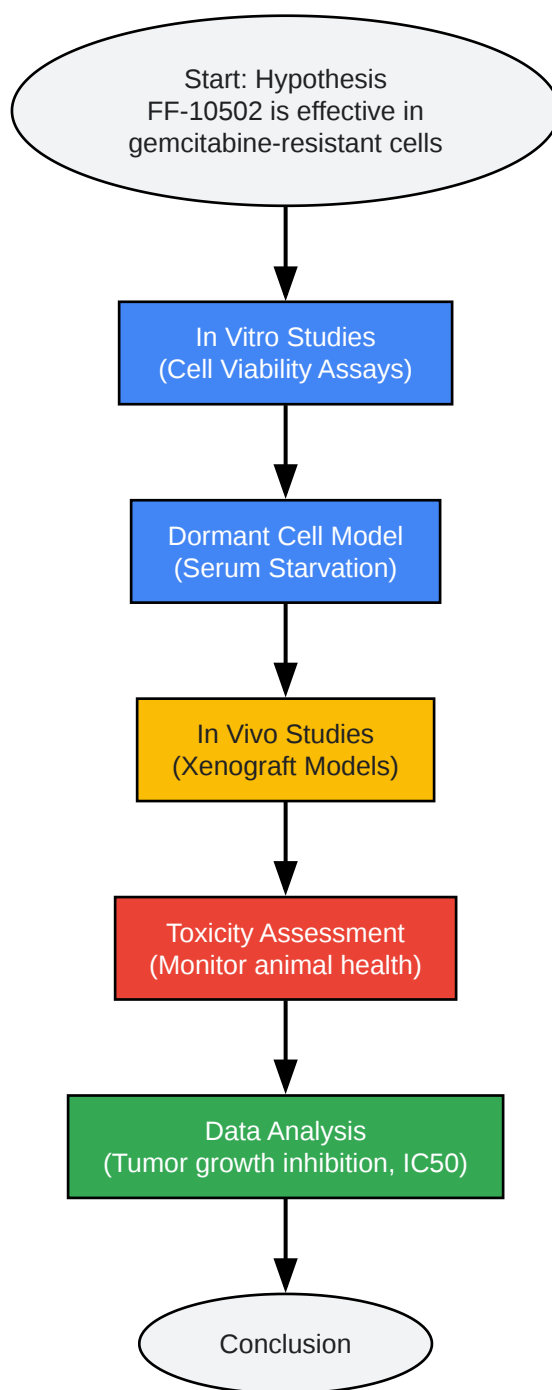 Start: Hypothesis
FF-10502 is effective in
gemcitabine-resistant cells
In Vitro Studies
(Cell Viability Assays)
Dormant Cell Model
(Serum Starvation)
In Vivo Studies
(Xenograft Models)
Toxicity Assessment
(Monitor animal health)
Data Analysis
(Tumor growth inhibition, IC50)
Conclusion